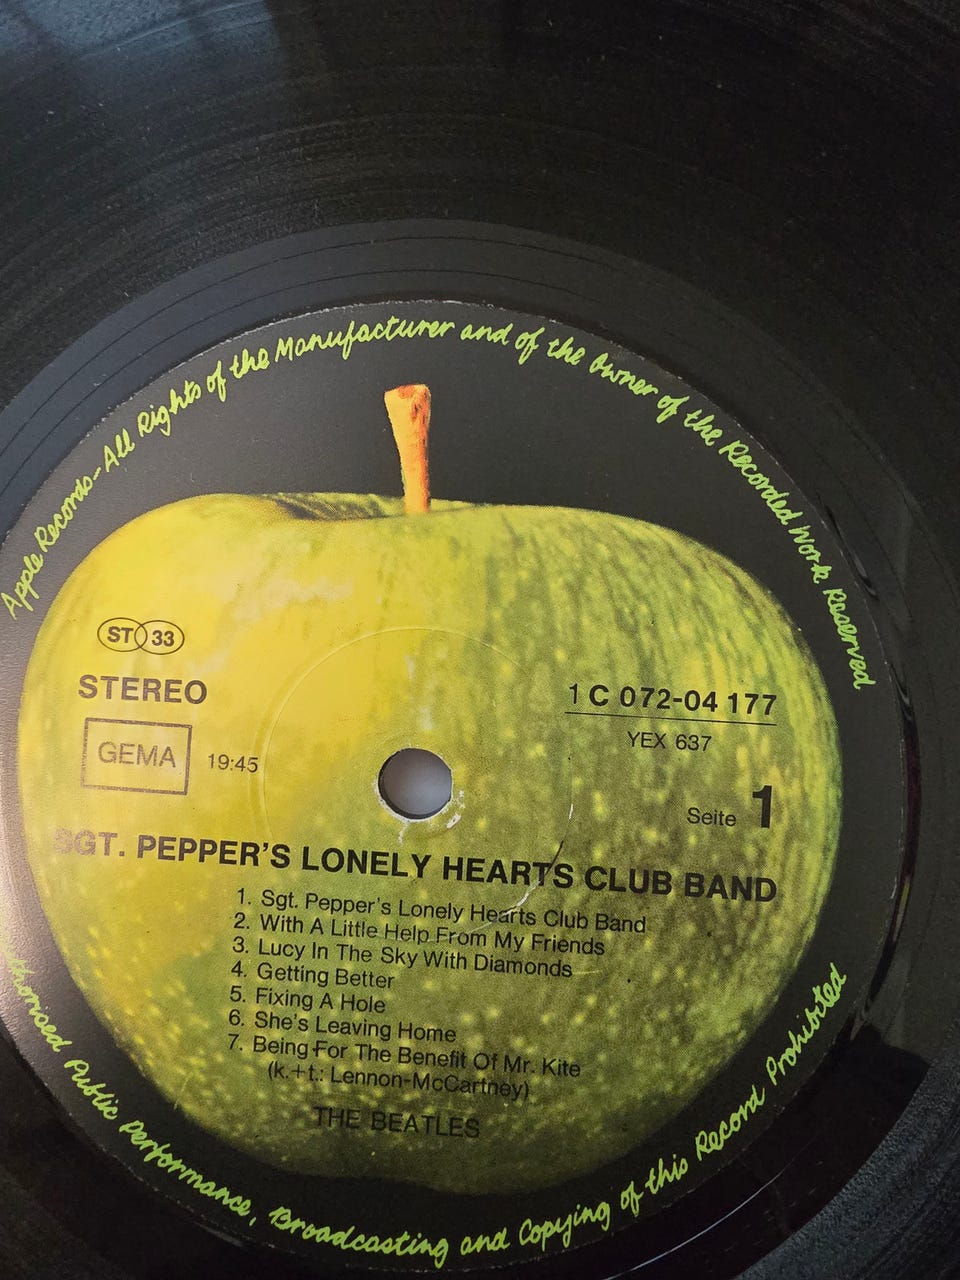 Apple Records-All Rights of the Manufacturer and of the Owner of the Recorded Work Reserved
ST 33
STEREO
GEMA 19:45
1 C 072-04 177
YEX 637
Seite 1
SGT. PEPPER'S LONELY HEARTS CLUB BAND
1. Sgt. Pepper's Lonely Hearts Club Band
2. With A Little Help From My Friends
3. Lucy In The Sky With Diamonds
4. Getting Better
5. Fixing A Hole
6. She's Leaving Home
7. Being For The Benefit Of Mr. Kite
(k.+t.: Lennon-McCartney)
THE BEATLES
Public Performance, Broadcasting and Copying of this Record Prohibited